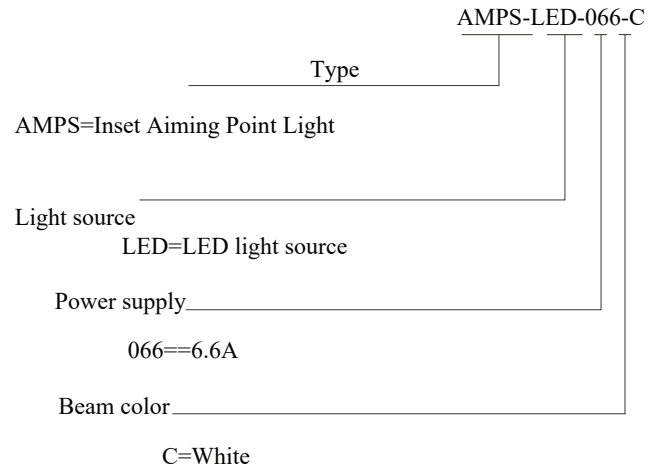 AMPS-LED-066-C
Type
AMPS=Inset Aiming Point Light
Light source
LED=LED light source
Power supply
066==6.6A
Beam color
C=White